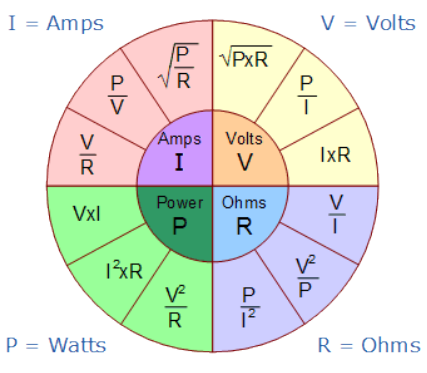 I = Amps
V = Volts
√(P/R)
√PxR
P/V
P/I
V/R
IxR
Amps
I
Volts
V
Power
P
Ohms
R
VxI
V/I
I²xR
V²/P
V²/R
P/I²
P = Watts
R = Ohms